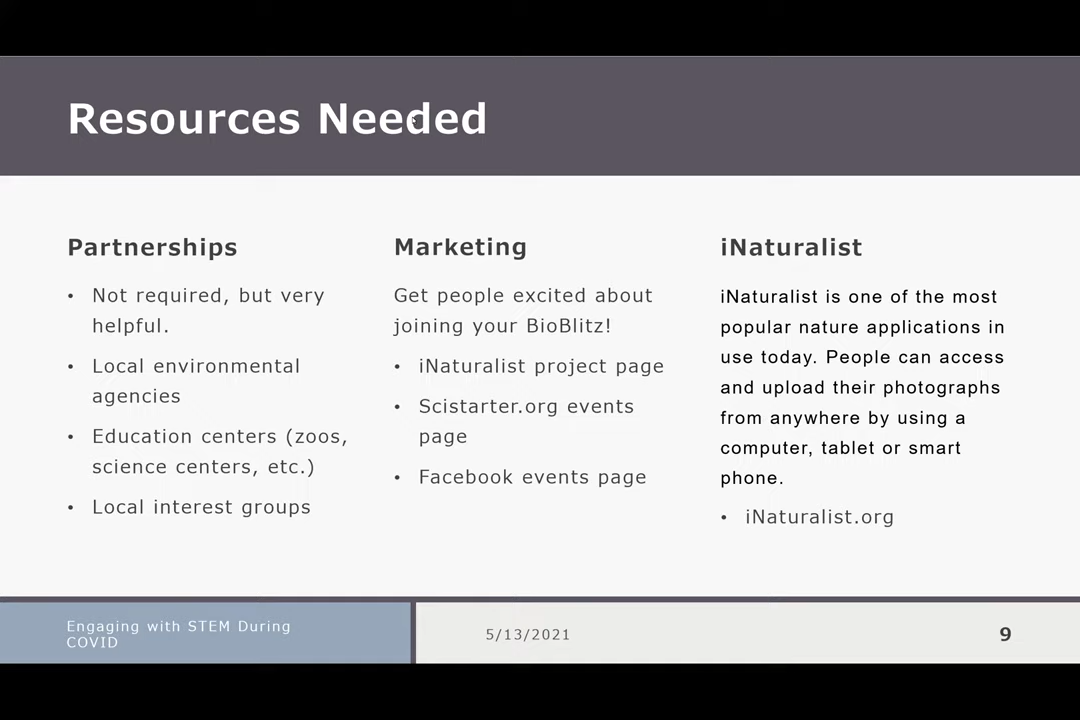 Resources Needed
Partnerships
• Not required, but very
helpful.
• Local environmental
agencies
• Education centers (zoos,
science centers, etc.)
• Local interest groups
Marketing
Get people excited about
joining your BioBlitz!
• iNaturalist project page
• Scistarter.org events
page
• Facebook events page
iNaturalist
iNaturalist is one of the most
popular nature applications in
use today. People can access
and upload their photographs
from anywhere by using a
computer, tablet or smart
phone.
• iNaturalist.org
Engaging with STEM During
COVID
5/13/2021
9